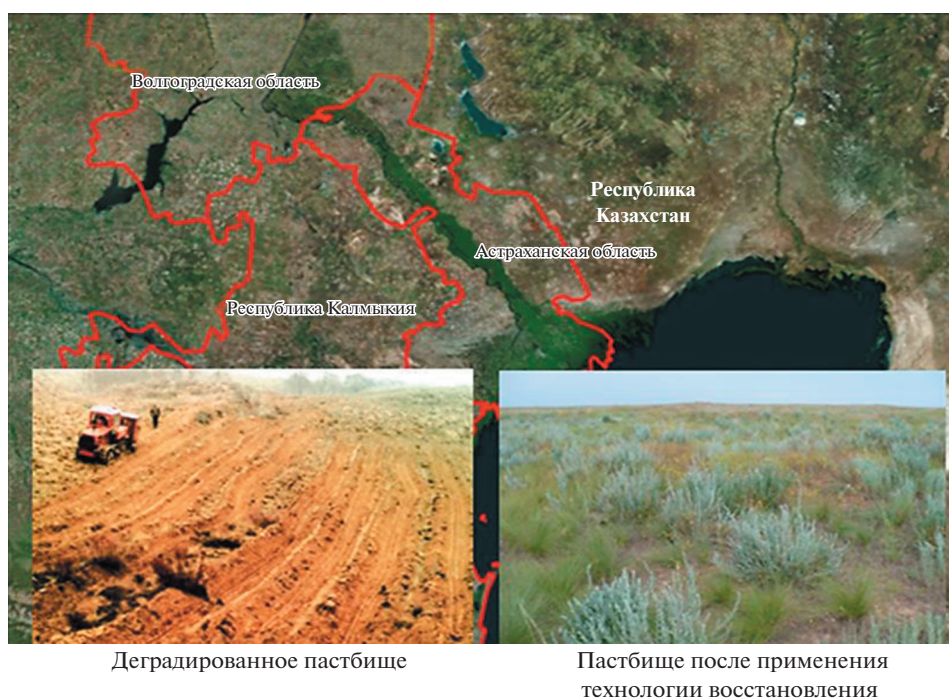 Волгоградская область
Республика
Казахстан
Астраханская область
Республика Калмыкия
Деградированное пастбище
Пастбище после применения
технологии восстановления